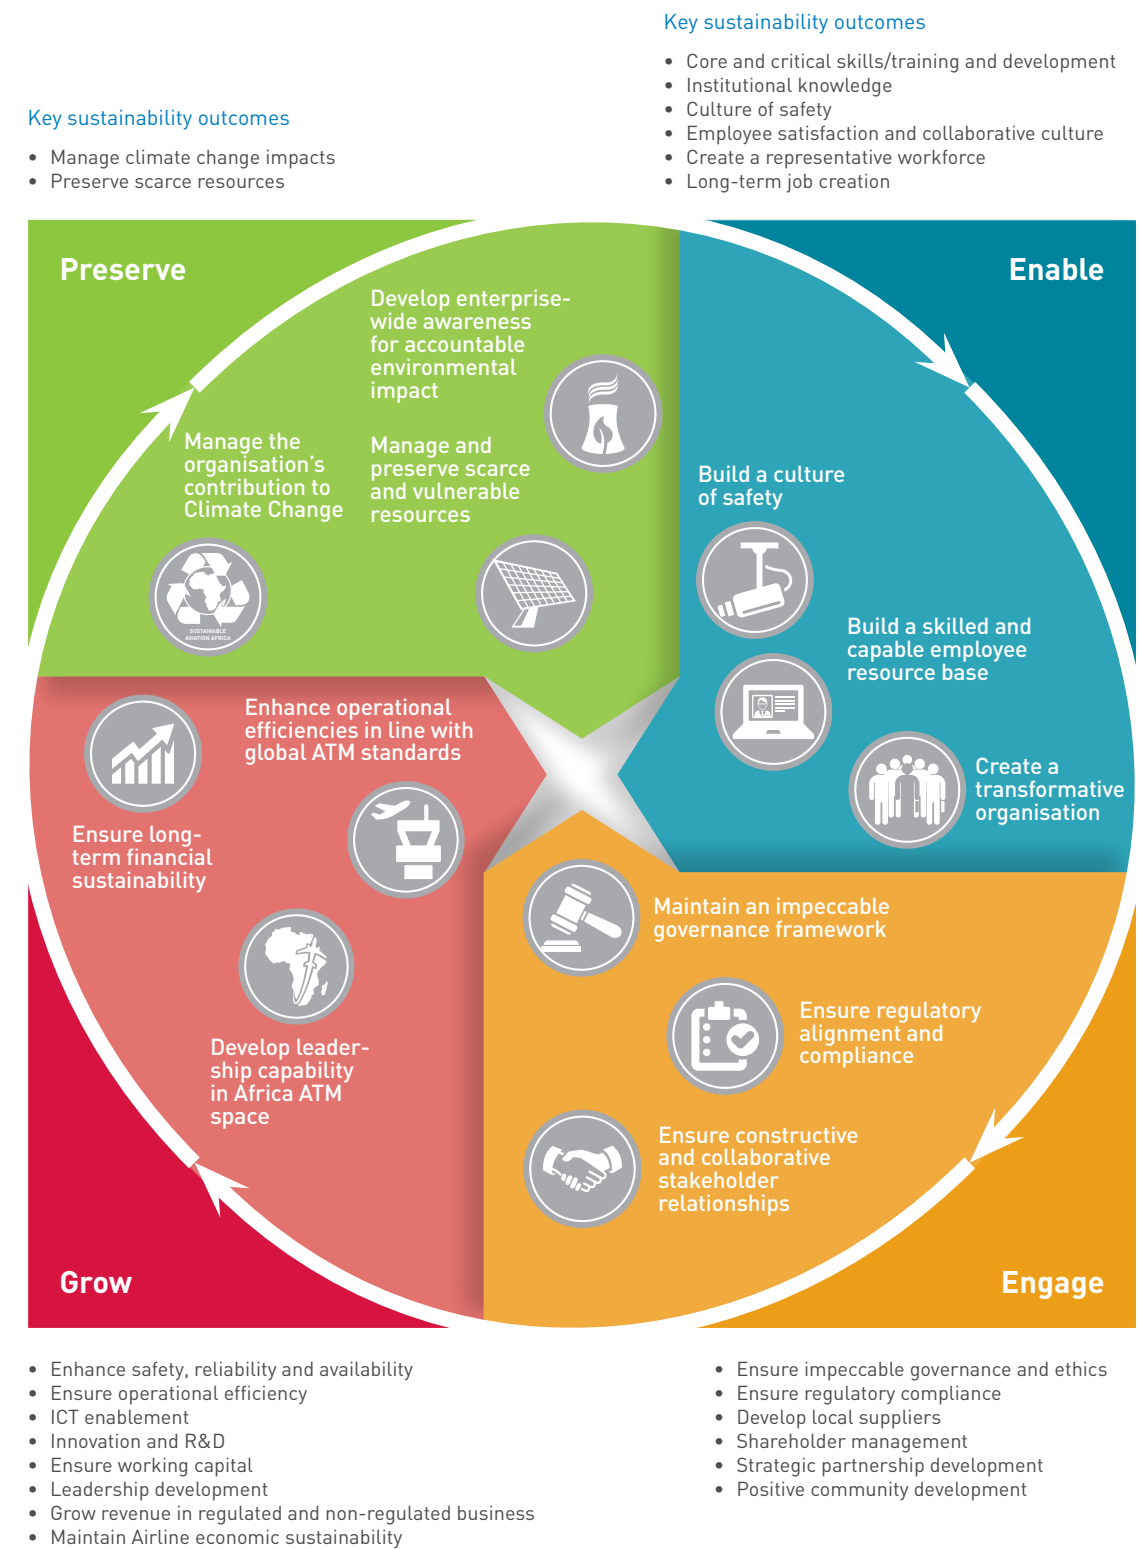 Key sustainability outcomes
• Manage climate change impacts
• Preserve scarce resources
Key sustainability outcomes
• Core and critical skills/training and development
• Institutional knowledge
• Culture of safety
• Employee satisfaction and collaborative culture
• Create a representative workforce
• Long-term job creation
Preserve
Develop enterprise-
wide awareness
for accountable
environmental
impact
Manage the
organisation's
contribution to
Climate Change
Manage and
preserve scarce
and vulnerable
resources
SUSTAINABLE
AVIATION AFRICA
Enable
Build a culture
of safety
Build a skilled and
capable employee
resource base
Create a
transformative
organisation
Enhance operational
efficiencies in line with
global ATM standards
Ensure long-
term financial
sustainability
Develop leader-
ship capability
in Africa ATM
space
Grow
Maintain an impeccable
governance framework
Ensure regulatory
alignment and
compliance
Ensure constructive
and collaborative
stakeholder
relationships
Engage
• Enhance safety, reliability and availability
• Ensure operational efficiency
• ICT enablement
• Innovation and R&D
• Ensure working capital
• Leadership development
• Grow revenue in regulated and non-regulated business
• Maintain Airline economic sustainability
• Ensure impeccable governance and ethics
• Ensure regulatory compliance
• Develop local suppliers
• Shareholder management
• Strategic partnership development
• Positive community development